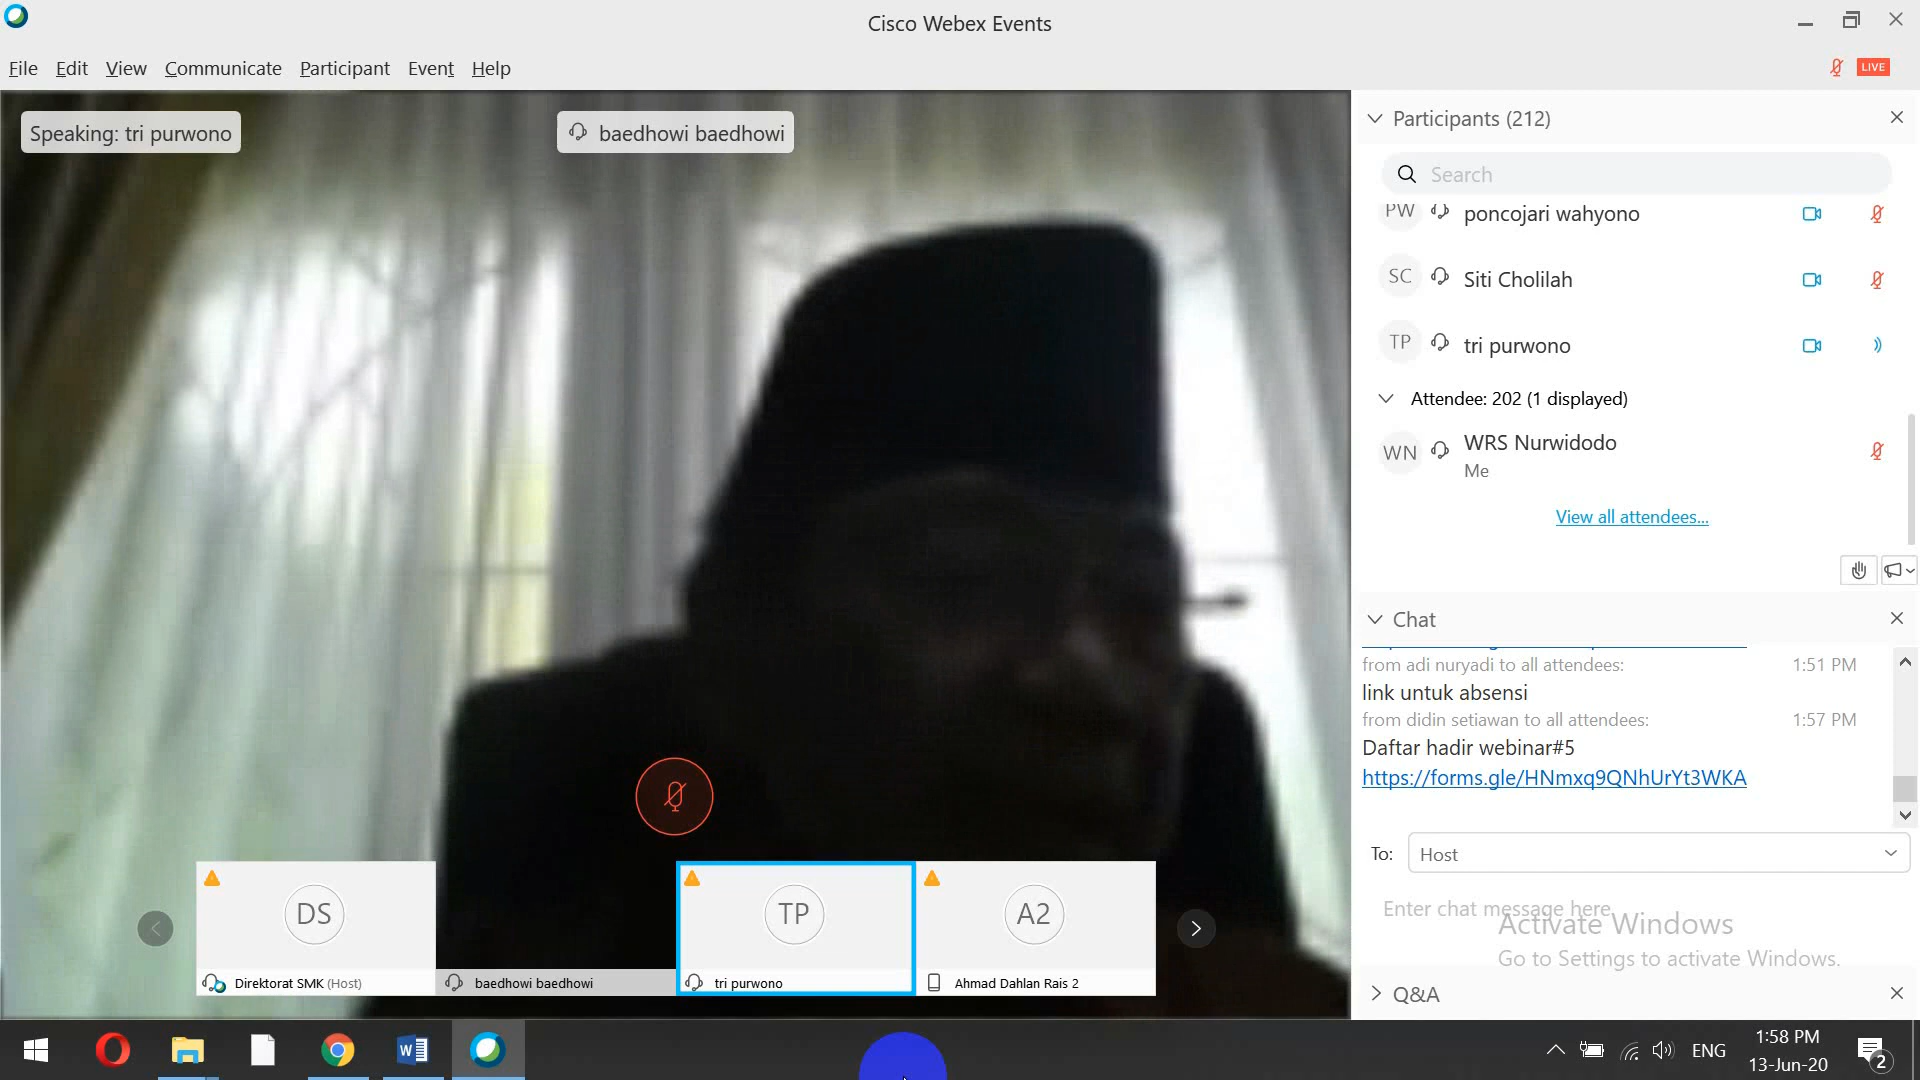 Cisco Webex Events
File Edit View Communicate Participant Event Help
LIVE
Speaking: tri purwono
baedhowi baedhowi
Participants (212)
Search
PW poncojari wahyono
SC Siti Cholilah
TP tri purwono
Attendee: 202 (1 displayed)
WN WRS Nurwidodo
Me
View all attendees...
Chat
from adi nuryadi to all attendees: 1:51 PM
link untuk absensi
from didin setiawan to all attendees: 1:57 PM
Daftar hadir webinar#5
https://forms.gle/HNmxq9QNhUrYt3WKA
To: Host
Enter chat message here
Activate Windows
Go to Settings to activate Windows.
Q&A
DS
Direktorat SMK (Host)
baedhowi baedhowi
TP
tri purwono
A2
Ahmad Dahlan Rais 2
ENG
1:58 PM
13-Jun-20
2